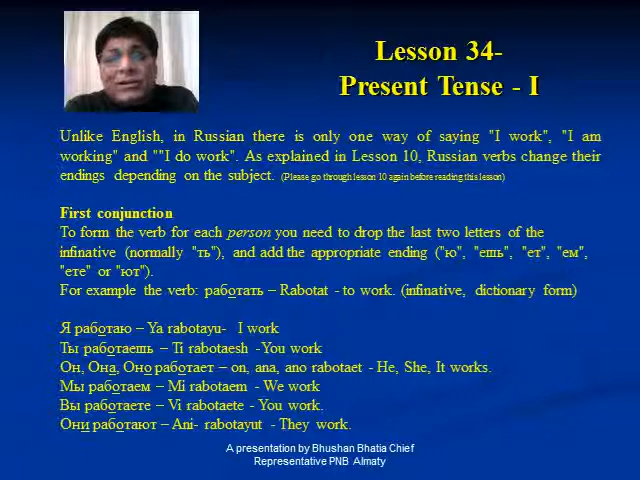 Lesson 34-
Present Tense - I
Unlike English, in Russian there is only one way of saying "I work", "I am
working" and ""I do work". As explained in Lesson 10, Russian verbs change their
endings depending on the subject. (Please go through lesson 10 again before reading this lesson)
First conjunction
To form the verb for each person you need to drop the last two letters of the
infinative (normally "ть"), and add the appropriate ending ("ю", "ешь", "ет", "ем",
"ете" or "ют").
For example the verb: работать – Rabotat - to work. (infinative, dictionary form)
Я работаю – Ya rabotayu- I work
Ты работаешь – Ti rabotaesh -You work
Он, Она, Оно работает – on, ana, ano rabotaet - He, She, It works.
Мы работаем – Mi rabotaem - We work
Вы работаете – Vi rabotaete - You work.
Они работают – Ani- rabotayut - They work.
A presentation by Bhushan Bhatia Chief
Representative PNB Almaty